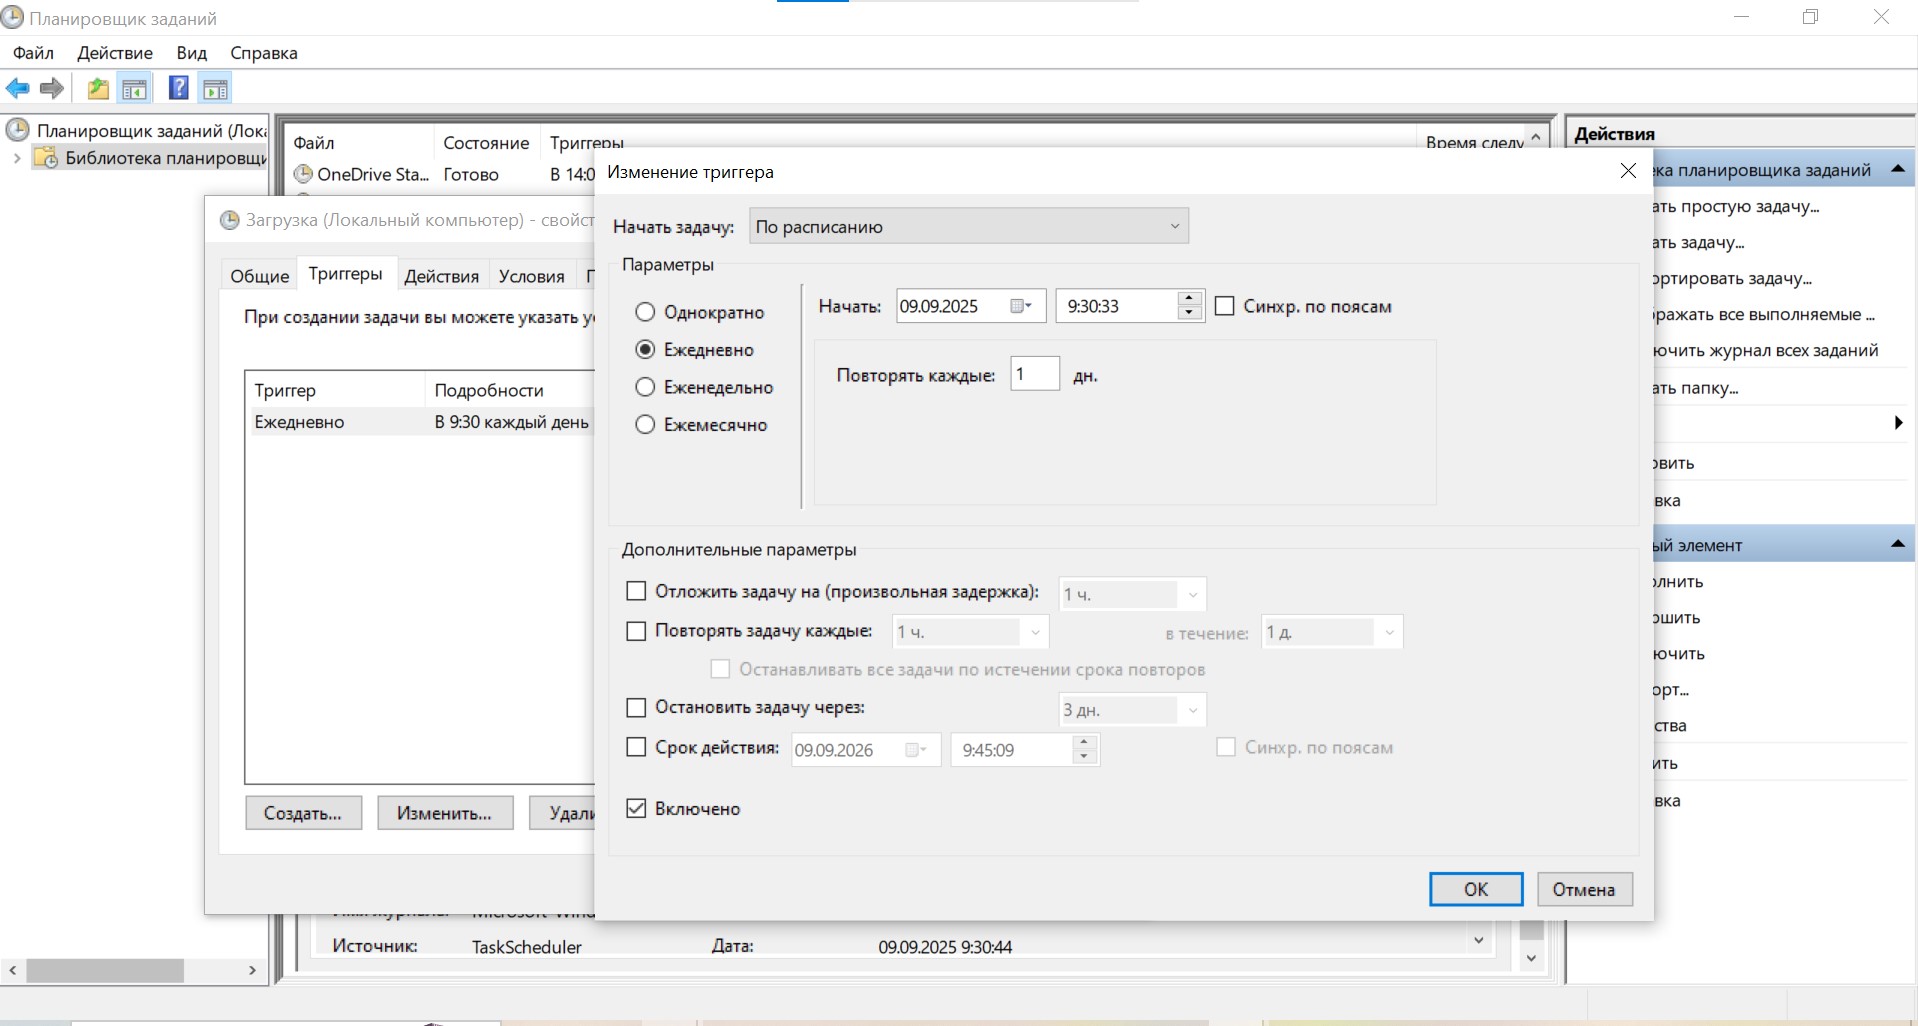 Планировщик заданий
Файл Действие Вид Справка
Планировщик заданий (Лока
Библиотека планировщи
Файл Состояние Триггеры Время следу
OneDrive Sta... Готово В 14:0
Загрузка (Локальный компьютер) - свойст
Общие Триггеры Действия Условия П
При создании задачи вы можете указать ус
Триггер Подробности
Ежедневно В 9:30 каждый день
Создать... Изменить... Удали
Источник: TaskScheduler Дата: 09.09.2025 9:30:44
Изменение триггера
Начать задачу: По расписанию
Параметры
Однократно
Ежедневно
Еженедельно
Ежемесячно
Начать: 09.09.2025 9:30:33 Синхр. по поясам
Повторять каждые: 1 дн.
Дополнительные параметры
Отложить задачу на (произвольная задержка): 1 ч.
Повторять задачу каждые: 1 ч. в течение: 1 д.
Останавливать все задачи по истечении срока повторов
Остановить задачу через: 3 дн.
Срок действия: 09.09.2026 9:45:09 Синхр. по поясам
Включено
ОК Отмена
Действия
ека планировщика заданий
ать простую задачу...
ать задачу...
ортировать задачу...
бражать все выполняемые ...
ючить журнал всех заданий
ать папку...
овить
вка
ый элемент
олнить
ршить
ючить
орт...
ства
ить
вка